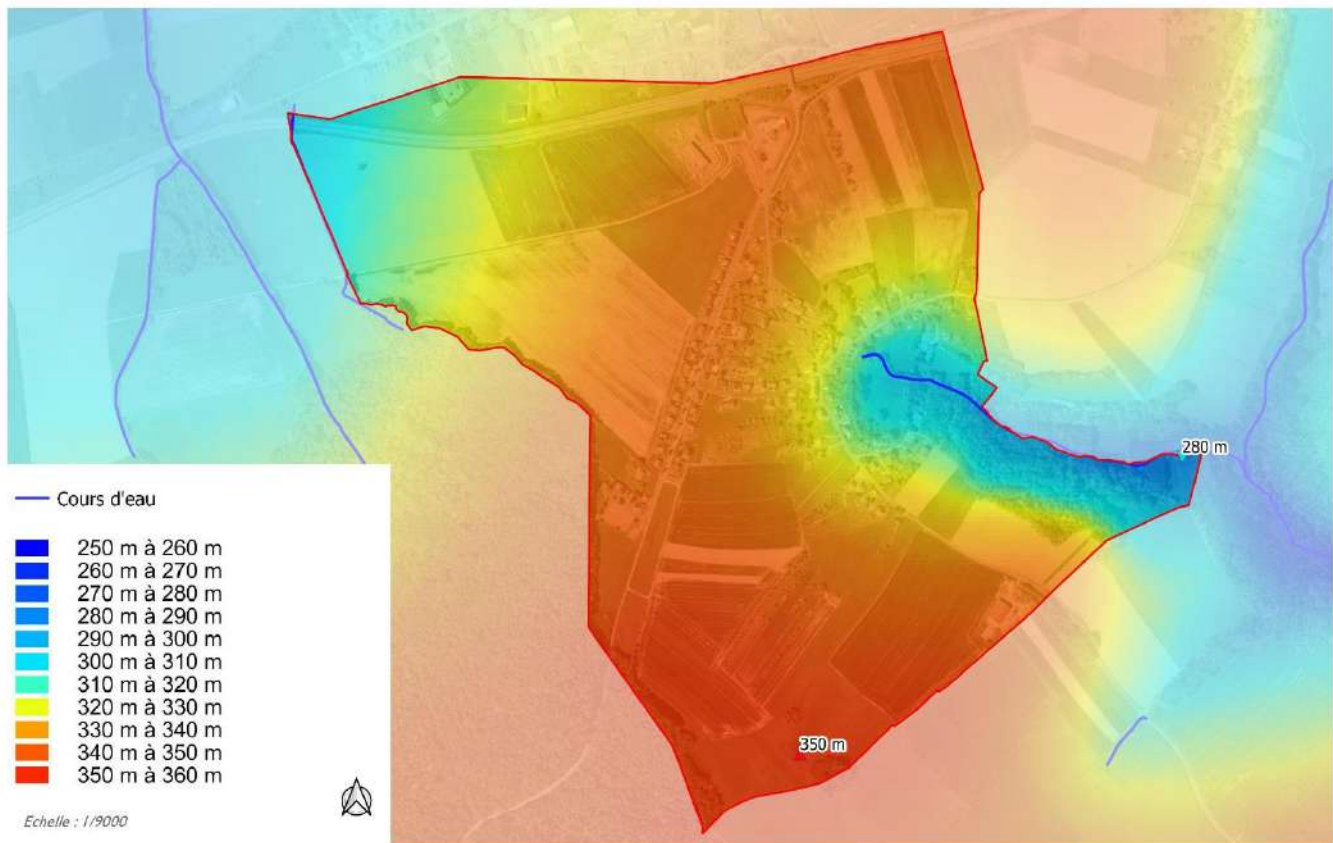 280 m
Cours d'eau
250 m à 260 m
260 m à 270 m
270 m à 280 m
280 m à 290 m
290 m à 300 m
300 m à 310 m
310 m à 320 m
320 m à 330 m
330 m à 340 m
340 m à 350 m
350 m à 360 m
350 m
Echelle : 1/9000